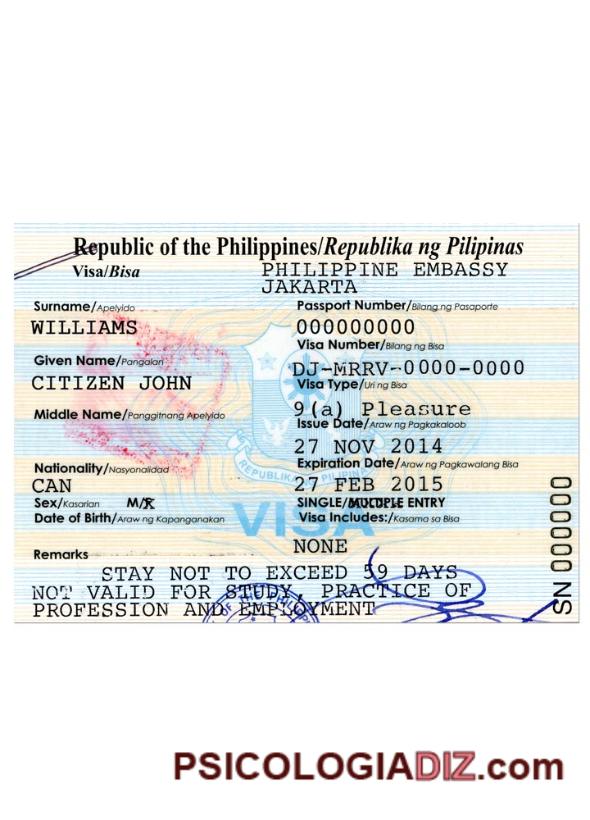 Republic of the Philippines/Republika ng Pilipinas
Visa/Bisa
PHILIPPINE EMBASSY
JAKARTA
Surname/Apelyido
WILLIAMS
Passport Number/Bilang ng Pasaporte
000000000
Visa Number/Bilang ng Bisa
Given Name/Pangalan
CITIZEN JOHN
DJ-MRRV-0000-0000
Visa Type/Uri ng Bisa
Middle Name/Panggitnang Apelyido
9(a) Pleasure
Issue Date/Araw ng Pagkakaloob
27 NOV 2014
Nationality/Nasyonalidad
CAN
Expiration Date/Araw ng Pagkawalang Bisa
27 FEB 2015
Sex/Kasarian M/F
SINGLE/MULTIPLE ENTRY
Date of Birth/Araw ng Kapanganakan
Visa Includes:/Kasama sa Bisa
NONE
VISA
REPUBLIKA NG PILIPINAS
Remarks
STAY NOT TO EXCEED 59 DAYS
NOT VALID FOR STUDY, PRACTICE OF
PROFESSION AND EMPLOYMENT
SN 000000
OF THE PHILIPP
PSICOLOGIADIZ.com